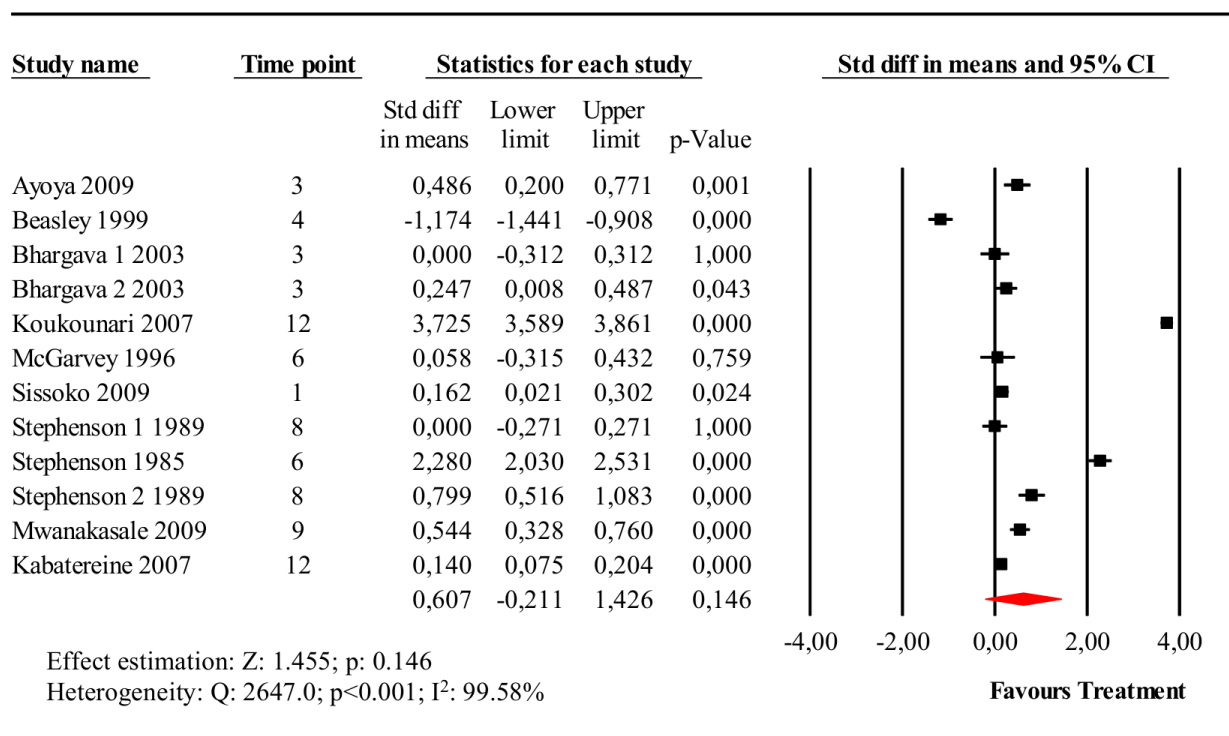 Study name Time point Statistics for each study Std diff in means and 95% CI
Std diff in means Lower limit Upper limit p-Value
Ayoya 2009 3 0,486 0,200 0,771 0,001
Beasley 1999 4 -1,174 -1,441 -0,908 0,000
Bhargava 1 2003 3 0,000 -0,312 0,312 1,000
Bhargava 2 2003 3 0,247 0,008 0,487 0,043
Koukounari 2007 12 3,725 3,589 3,861 0,000
McGarvey 1996 6 0,058 -0,315 0,432 0,759
Sissoko 2009 1 0,162 0,021 0,302 0,024
Stephenson 1 1989 8 0,000 -0,271 0,271 1,000
Stephenson 1985 6 2,280 2,030 2,531 0,000
Stephenson 2 1989 8 0,799 0,516 1,083 0,000
Mwanakasale 2009 9 0,544 0,328 0,760 0,000
Kabatereine 2007 12 0,140 0,075 0,204 0,000
0,607 -0,211 1,426 0,146
-4,00 -2,00 0,00 2,00 4,00
Effect estimation: Z: 1.455; p: 0.146
Heterogeneity: Q: 2647.0; p<0.001; I²: 99.58%
Favours Treatment